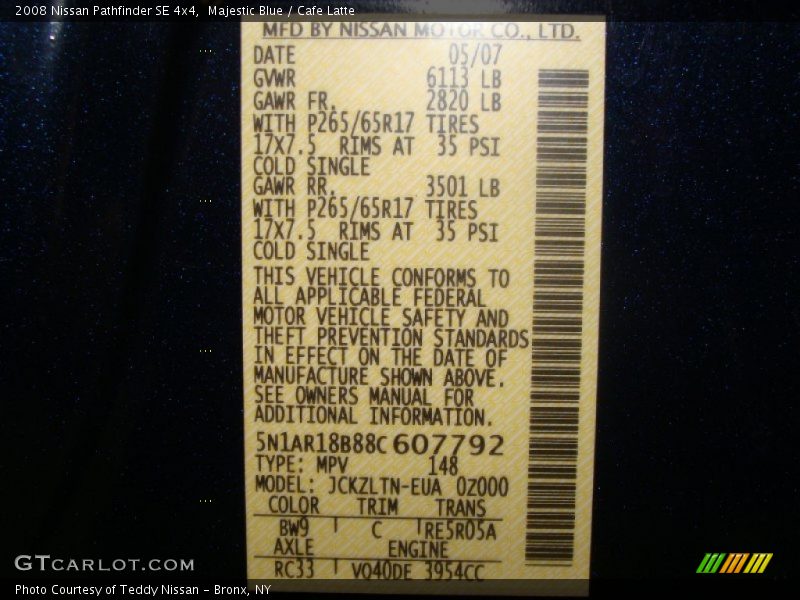 2008 Nissan Pathfinder SE 4x4, Majestic Blue / Cafe Latte
MFD BY NISSAN MOTOR CO., LTD.
DATE 05/07
GVWR 6113 LB
GAWR FR. 2820 LB
WITH P265/65R17 TIRES
17X7.5 RIMS AT 35 PSI
COLD SINGLE
GAWR RR. 3501 LB
WITH P265/65R17 TIRES
17X7.5 RIMS AT 35 PSI
COLD SINGLE
THIS VEHICLE CONFORMS TO
ALL APPLICABLE FEDERAL
MOTOR VEHICLE SAFETY AND
THEFT PREVENTION STANDARDS
IN EFFECT ON THE DATE OF
MANUFACTURE SHOWN ABOVE.
SEE OWNERS MANUAL FOR
ADDITIONAL INFORMATION.
5N1AR18B88C607792
TYPE: MPV 148
MODEL: JCKZLTN-EUA 0Z000
COLOR TRIM TRANS
BW9 C RE5R05A
AXLE ENGINE
RC33 VQ40DE 3954CC
GTCARLOT.COM
Photo Courtesy of Teddy Nissan - Bronx, NY